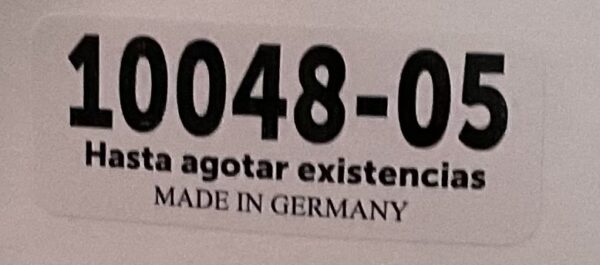 10048-05
Hasta agotar existencias
MADE IN GERMANY